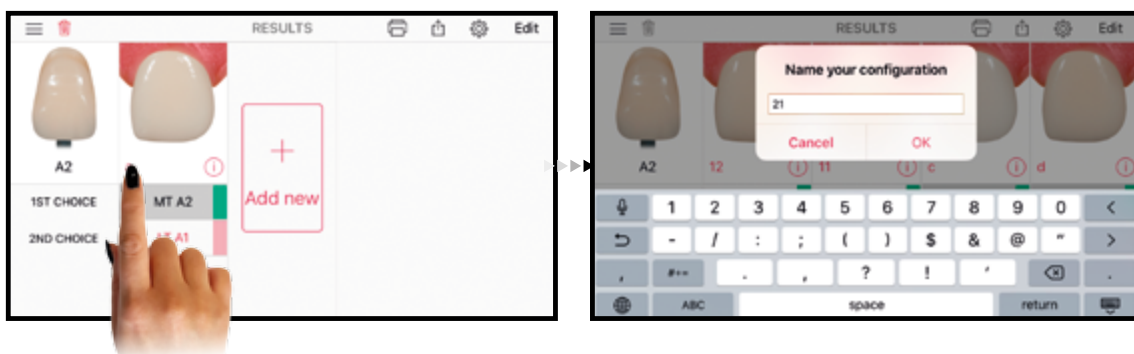 RESULTS
Edit
A2
Add new
1ST CHOICE
MT A2
2ND CHOICE
A1
RESULTS
Edit
Name your configuration
21
Cancel
OK
A2
12
11
c
d
1 2 3 4 5 6 7 8 9 0 <
- / : ; ( ) $ & @ " >
, #+= . , ? ! ' .
ABC space return